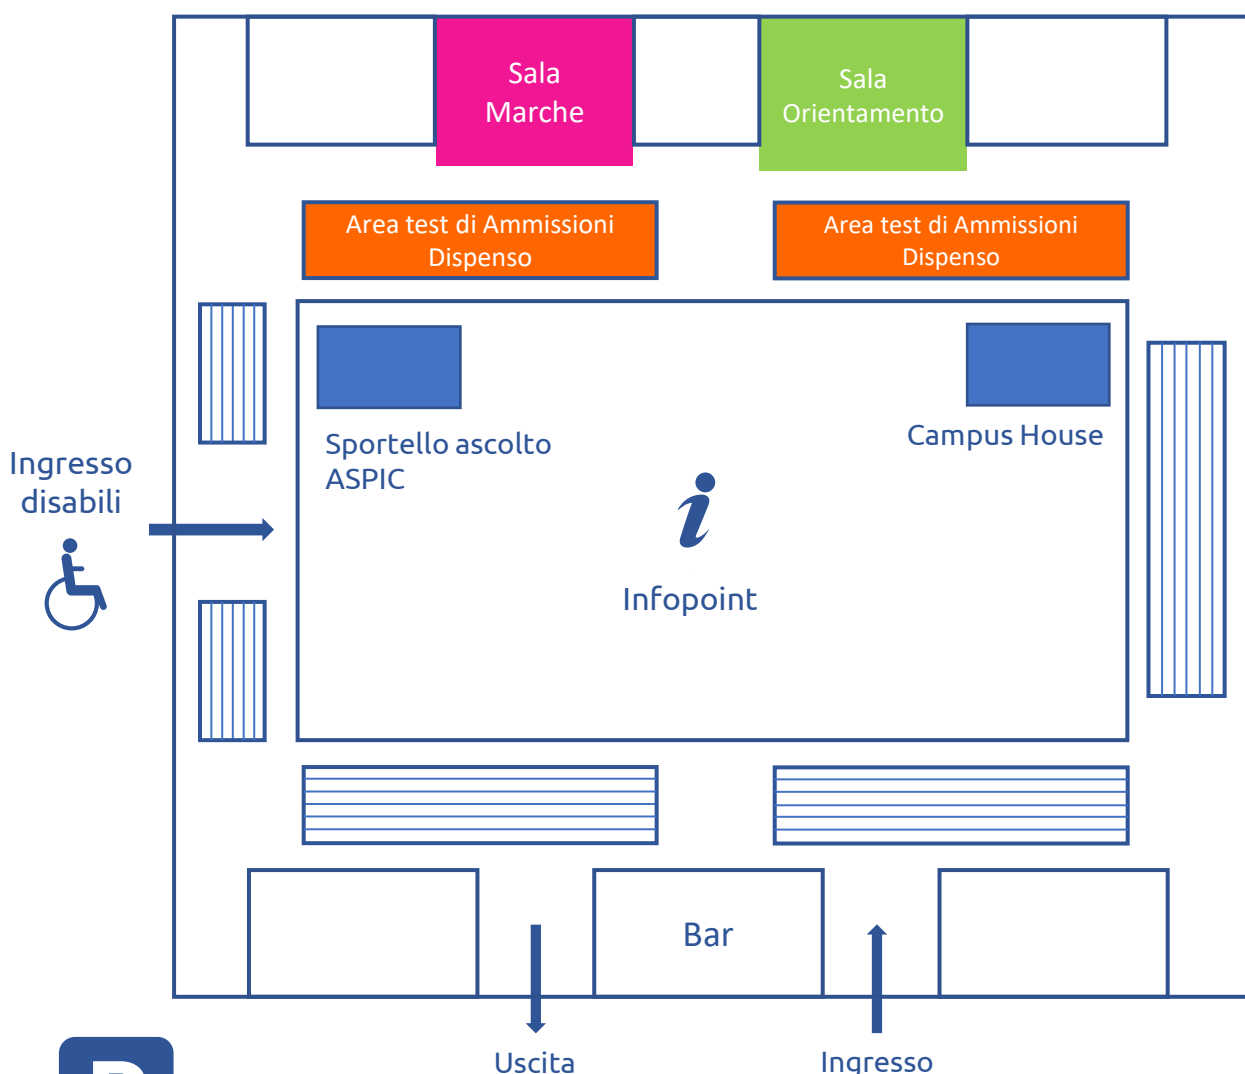 Sala
Marche
Sala
Orientamento
Area test di Ammissioni
Dispenso
Area test di Ammissioni
Dispenso
Sportello ascolto
ASPIC
Campus House
Ingresso
disabili
i
Infopoint
Bar
Uscita
Ingresso